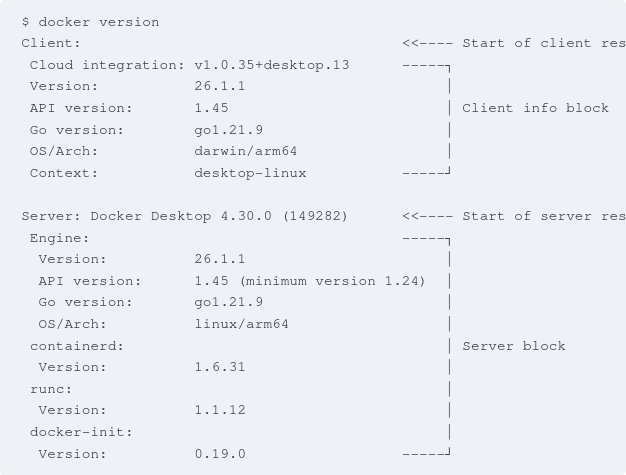 $ docker version
Client:                                     <<---- Start of client res
 Cloud integration: v1.0.35+desktop.13      -----┐
 Version:           26.1.1                       │
 API version:       1.45                         │ Client info block
 Go version:        go1.21.9                     │
 OS/Arch:           darwin/arm64                 │
 Context:           desktop-linux           -----┘

Server: Docker Desktop 4.30.0 (149282)      <<---- Start of server res
 Engine:                                    -----┐
  Version:          26.1.1                       │
  API version:      1.45 (minimum version 1.24)  │
  Go version:       go1.21.9                     │
  OS/Arch:          linux/arm64                  │
 containerd:                                     │ Server block
  Version:          1.6.31                       │
 runc:                                           │
  Version:          1.1.12                       │
 docker-init:                                    │
  Version:          0.19.0                  -----┘